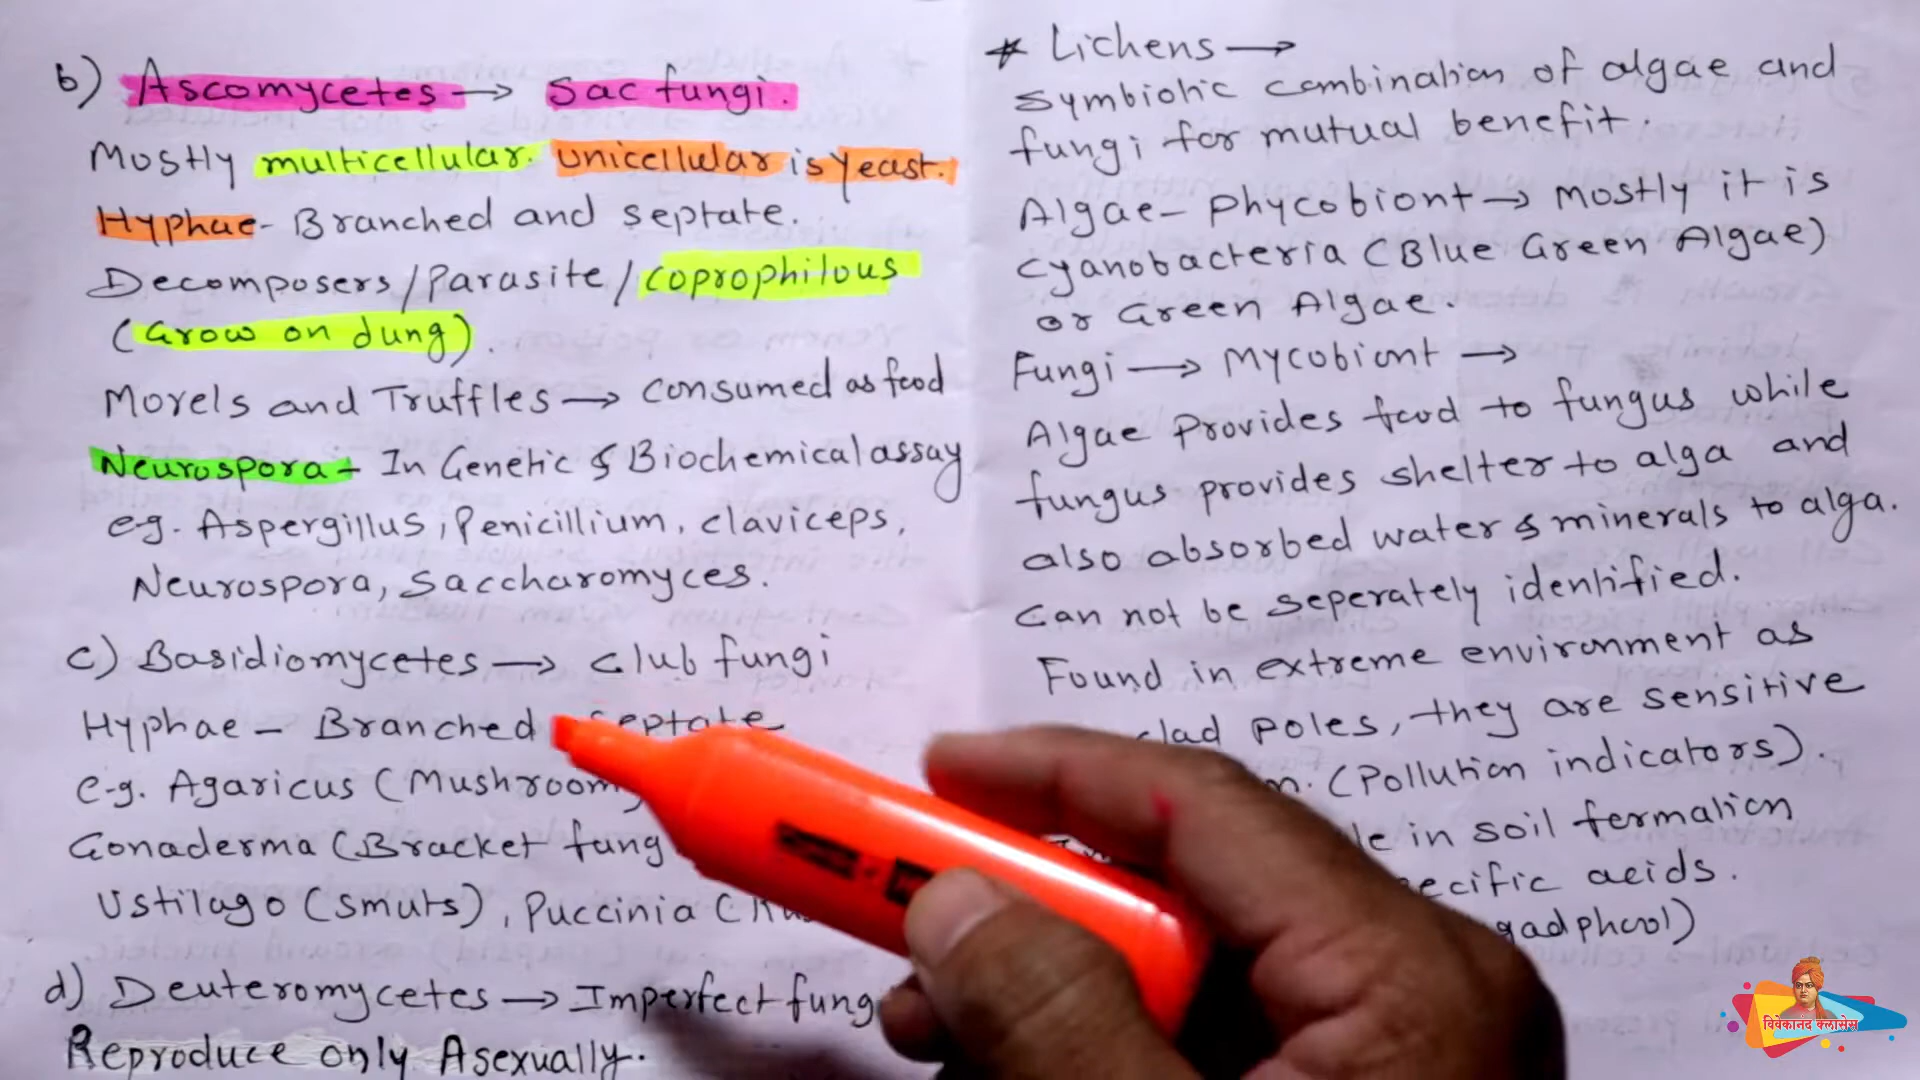 b) Ascomycetes → Sac fungi.
Mostly multicellular. Unicellular is yeast.
Hyphae - Branched and septate.
Decomposers/Parasite/Coprophilous
(Grow on dung).
Morels and Truffles → consumed as food
Neurospora - In Genetic & Biochemical assay
e.g. Aspergillus, Penicillium, claviceps,
Neurospora, Saccharomyces.
c) Basidiomycetes → Club fungi
Hyphae - Branched septate
e.g. Agaricus (Mushroom
Gonaderma (Bracket fung
Ustilago (smuts), Puccinia (
d) Deuteromycetes → Imperfect fung
Reproduce only Asexually.
* Lichens →
Symbiotic combination of algae and
fungi for mutual benefit.
Algae - Phycobiont → Mostly it is
cyanobacteria (Blue Green Algae)
or Green Algae.
Fungi → Mycobiont →
Algae provides food to fungus while
fungus provides shelter to alga and
also absorbed water & minerals to alga.
Can not be seperately identified.
Found in extreme environment as
clad poles, they are sensitive
n. (Pollution indicators).
le in soil formation
ecific acids.
gadphool)
विवेकानंद क्लासेस